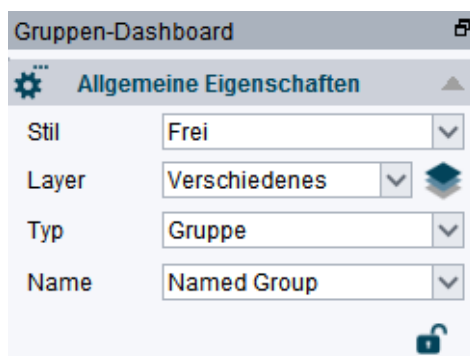 Gruppen-Dashboard
Allgemeine Eigenschaften
Stil Frei
Layer Verschiedenes
Typ Gruppe
Name Named Group